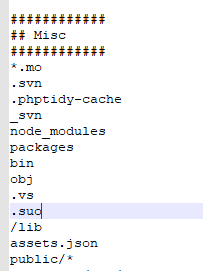 ############
## Misc
############
*.mo
.svn
.phptidy-cache
_svn
node_modules
packages
bin
obj
.vs
.suo
/lib
assets.json
public/*